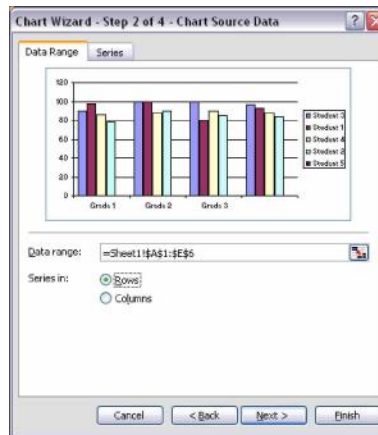 Chart Wizard - Step 2 of 4 - Chart Source Data
Data Range Series
120
100
80
60
40
20
0
Grade 1 Grade 2 Grade 3
Student 3
Student 1
Student 4
Student 2
Student 5
Data range: =Sheet1!$A$1:$E$6
Series in: Rows
Columns
Cancel < Back Next > Finish